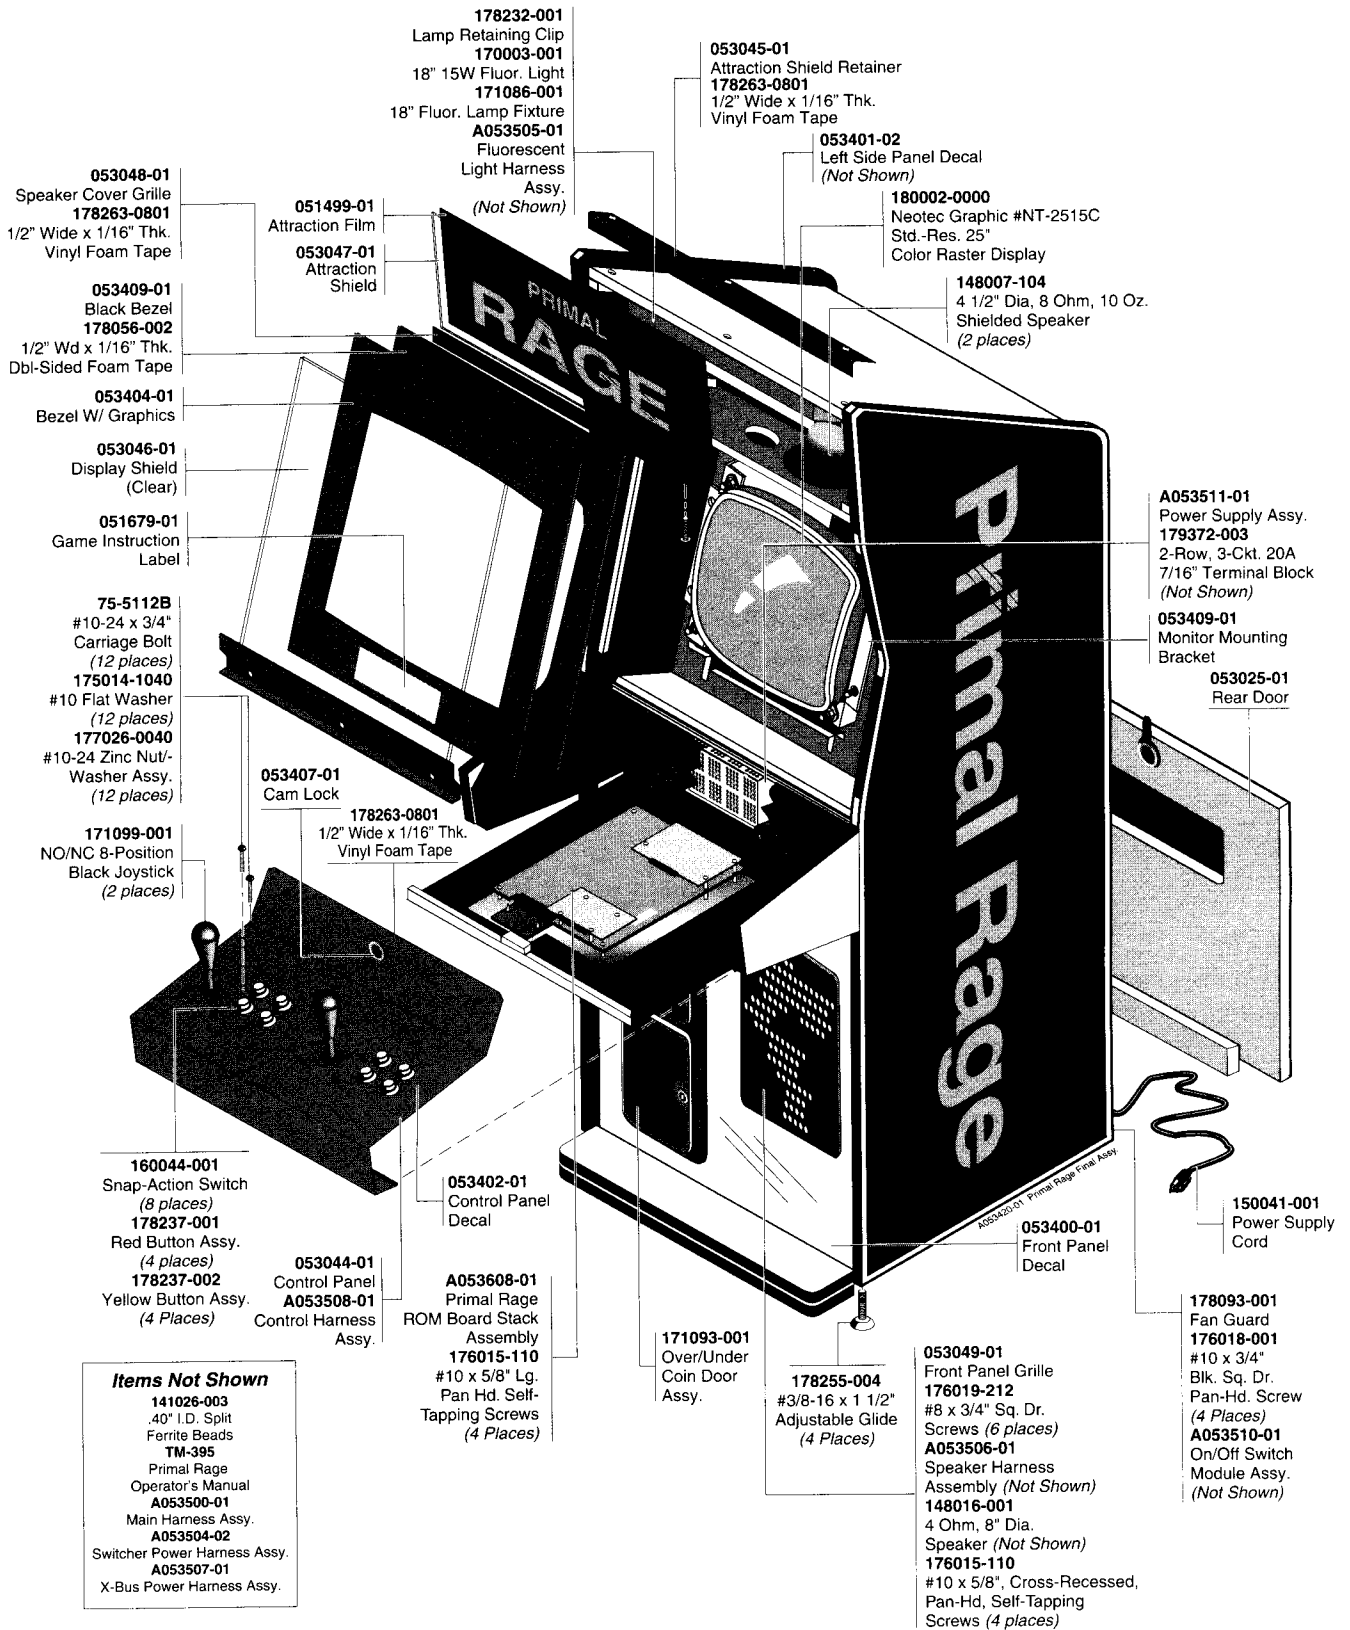 178232-001
Lamp Retaining Clip
170003-001
18" 15W Fluor. Light
171086-001
18" Fluor. Lamp Fixture
A053505-01
Fluorescent
Light Harness
Assy.
(Not Shown)
053045-01
Attraction Shield Retainer
178263-0801
1/2" Wide x 1/16" Thk.
Vinyl Foam Tape
053401-02
Left Side Panel Decal
(Not Shown)
180002-0000
Neotec Graphic #NT-2515C
Std.-Res. 25"
Color Raster Display
148007-104
4 1/2" Dia, 8 Ohm, 10 Oz.
Shielded Speaker
(2 places)
053048-01
Speaker Cover Grille
178263-0801
1/2" Wide x 1/16" Thk.
Vinyl Foam Tape
051499-01
Attraction Film
053047-01
Attraction
Shield
053409-01
Black Bezel
178056-002
1/2" Wd x 1/16" Thk.
Dbl-Sided Foam Tape
053404-01
Bezel W/ Graphics
053046-01
Display Shield
(Clear)
051679-01
Game Instruction
Label
PRIMAL
RAGE
Primal Rage
A053511-01
Power Supply Assy.
179372-003
2-Row, 3-Ckt. 20A
7/16" Terminal Block
(Not Shown)
053409-01
Monitor Mounting
Bracket
053025-01
Rear Door
75-5112B
#10-24 x 3/4"
Carriage Bolt
(12 places)
175014-1040
#10 Flat Washer
(12 places)
177026-0040
#10-24 Zinc Nut/-
Washer Assy.
(12 places)
053407-01
Cam Lock
178263-0801
1/2" Wide x 1/16" Thk.
Vinyl Foam Tape
171099-001
NO/NC 8-Position
Black Joystick
(2 places)
160044-001
Snap-Action Switch
(8 places)
178237-001
Red Button Assy.
(4 places)
178237-002
Yellow Button Assy.
(4 Places)
053044-01
Control Panel
A053508-01
Control Harness
Assy.
053402-01
Control Panel
Decal
A053608-01
Primal Rage
ROM Board Stack
Assembly
176015-110
#10 x 5/8" Lg.
Pan Hd. Self-
Tapping Screws
(4 Places)
171093-001
Over/Under
Coin Door
Assy.
178255-004
#3/8-16 x 1 1/2"
Adjustable Glide
(4 Places)
A053420-01 Primal Rage Final Assy.
053400-01
Front Panel
Decal
150041-001
Power Supply
Cord
053049-01
Front Panel Grille
176019-212
#8 x 3/4" Sq. Dr.
Screws (6 places)
A053506-01
Speaker Harness
Assembly (Not Shown)
148016-001
4 Ohm, 8" Dia.
Speaker (Not Shown)
176015-110
#10 x 5/8", Cross-Recessed,
Pan-Hd, Self-Tapping
Screws (4 places)
178093-001
Fan Guard
176018-001
#10 x 3/4"
Blk. Sq. Dr.
Pan-Hd. Screw
(4 Places)
A053510-01
On/Off Switch
Module Assy.
(Not Shown)
Items Not Shown
141026-003
.40" I.D. Split
Ferrite Beads
TM-395
Primal Rage
Operator's Manual
A053500-01
Main Harness Assy.
A053504-02
Switcher Power Harness Assy.
A053507-01
X-Bus Power Harness Assy.